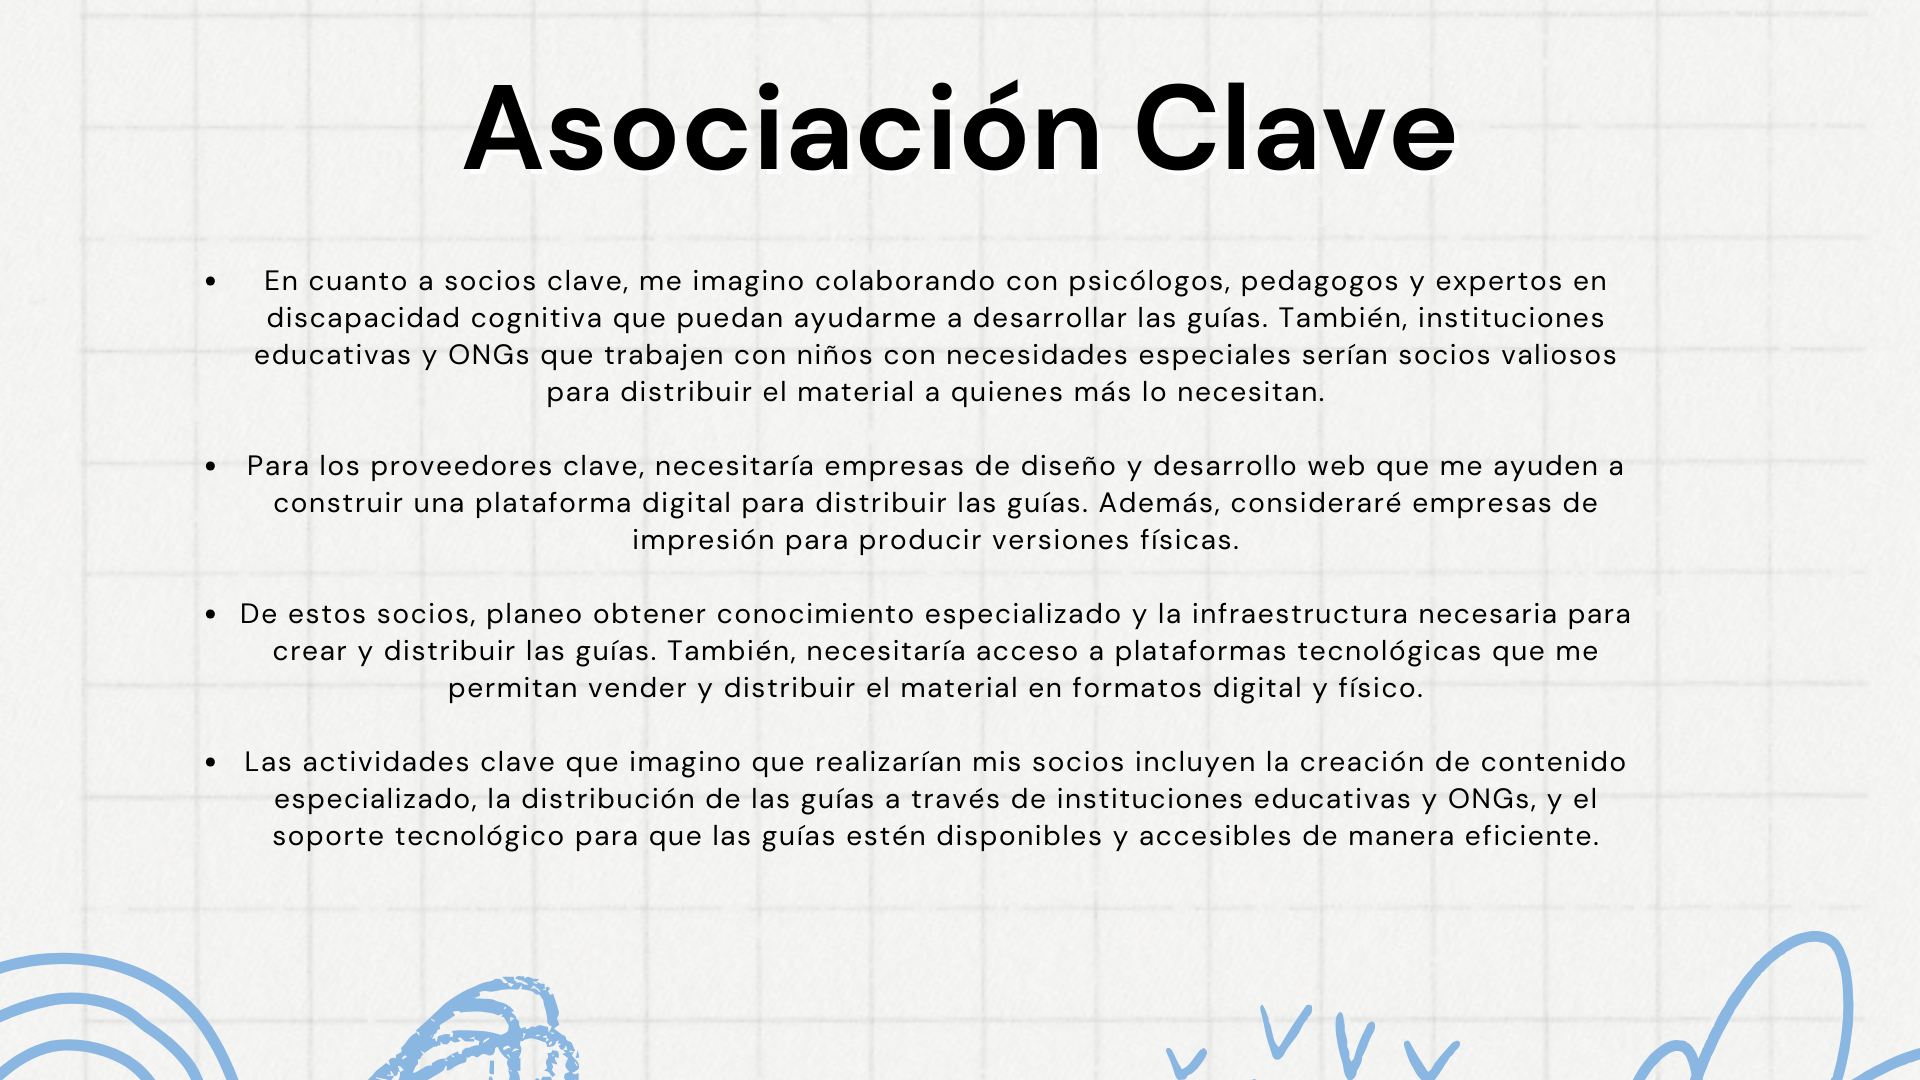 Asociación Clave
• En cuanto a socios clave, me imagino colaborando con psicólogos, pedagogos y expertos en
discapacidad cognitiva que puedan ayudarme a desarrollar las guías. También, instituciones
educativas y ONGs que trabajen con niños con necesidades especiales serían socios valiosos
para distribuir el material a quienes más lo necesitan.
• Para los proveedores clave, necesitaría empresas de diseño y desarrollo web que me ayuden a
construir una plataforma digital para distribuir las guías. Además, consideraré empresas de
impresión para producir versiones físicas.
• De estos socios, planeo obtener conocimiento especializado y la infraestructura necesaria para
crear y distribuir las guías. También, necesitaría acceso a plataformas tecnológicas que me
permitan vender y distribuir el material en formatos digital y físico.
• Las actividades clave que imagino que realizarían mis socios incluyen la creación de contenido
especializado, la distribución de las guías a través de instituciones educativas y ONGs, y el
soporte tecnológico para que las guías estén disponibles y accesibles de manera eficiente.